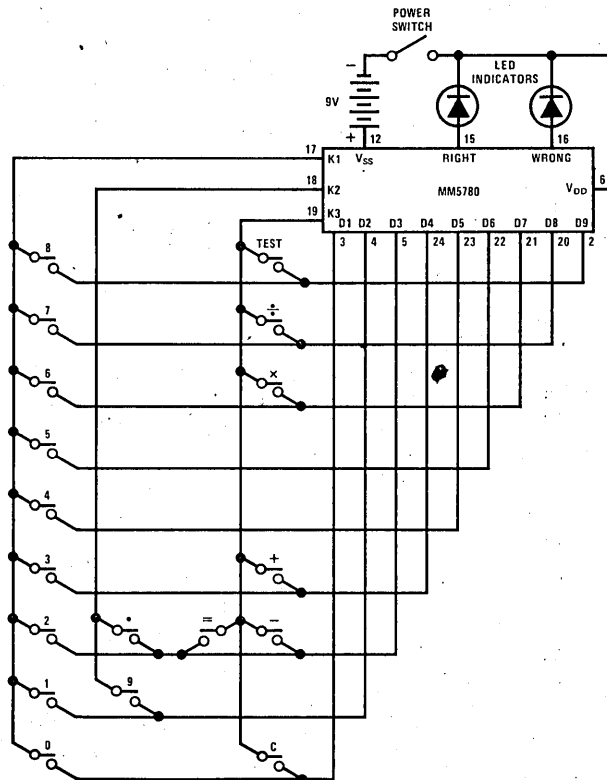 POWER
SWITCH
−
LED
INDICATORS
9V
+
12
15
16
17
K1
VSS
RIGHT
WRONG
18
K2
MM5780
VDD
6
19
K3
D1 D2 D3 D4 D5 D6 D7 D8 D9
3 4 5 24 23 22 21 20 2
8
TEST
7
÷
6
×
5
4
3
+
2
·
=
−
1
9
0
C